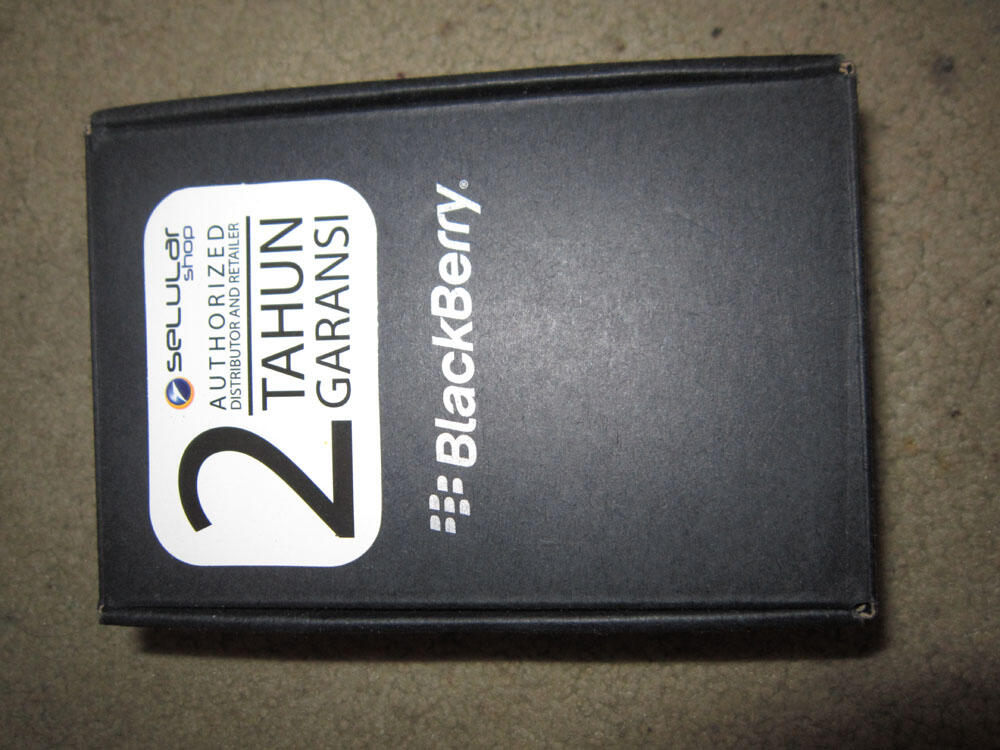 selular
shop
AUTHORIZED
DISTRIBUTOR AND RETAILER
2 TAHUN
GARANSI
BlackBerry®